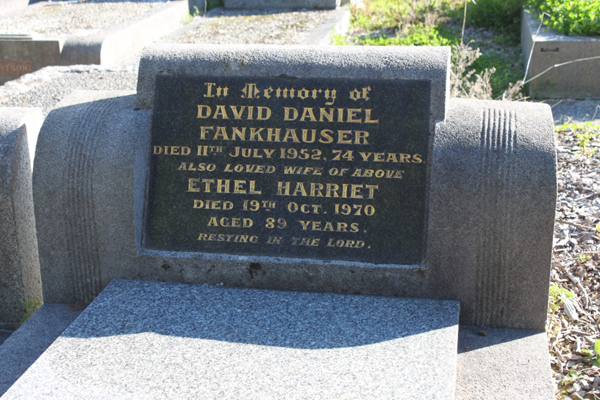 In Memory of
DAVID DANIEL
FANKHAUSER
DIED 11TH JULY 1952, 74 YEARS.
ALSO LOVED WIFE OF ABOVE
ETHEL HARRIET
DIED 19TH OCT. 1970
AGED 89 YEARS.
RESTING IN THE LORD.